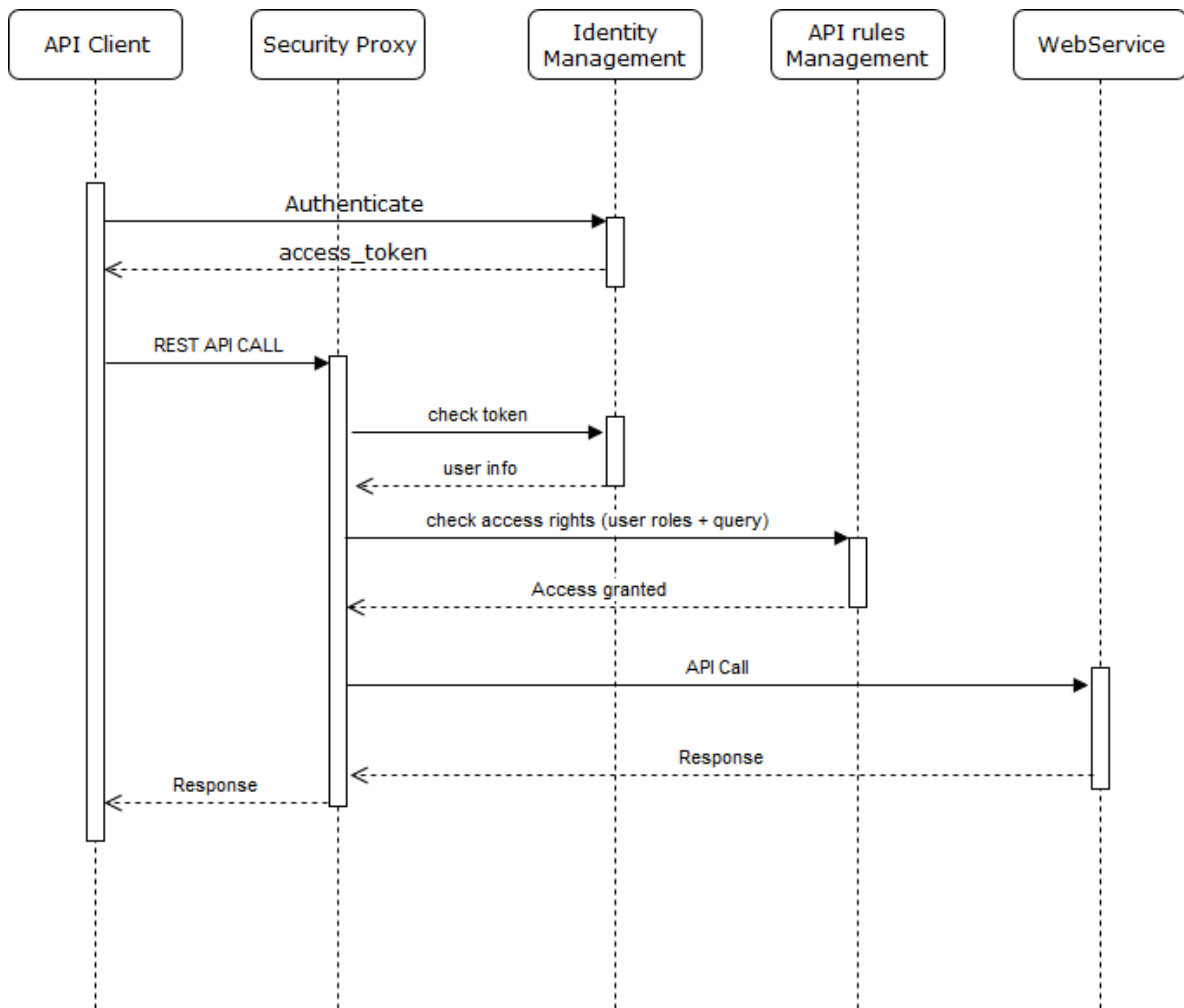 API Client
Security Proxy
Identity
Management
API rules
Management
WebService
Authenticate
access_token
REST API CALL
check token
user info
check access rights (user roles + query)
Access granted
API Call
Response
Response